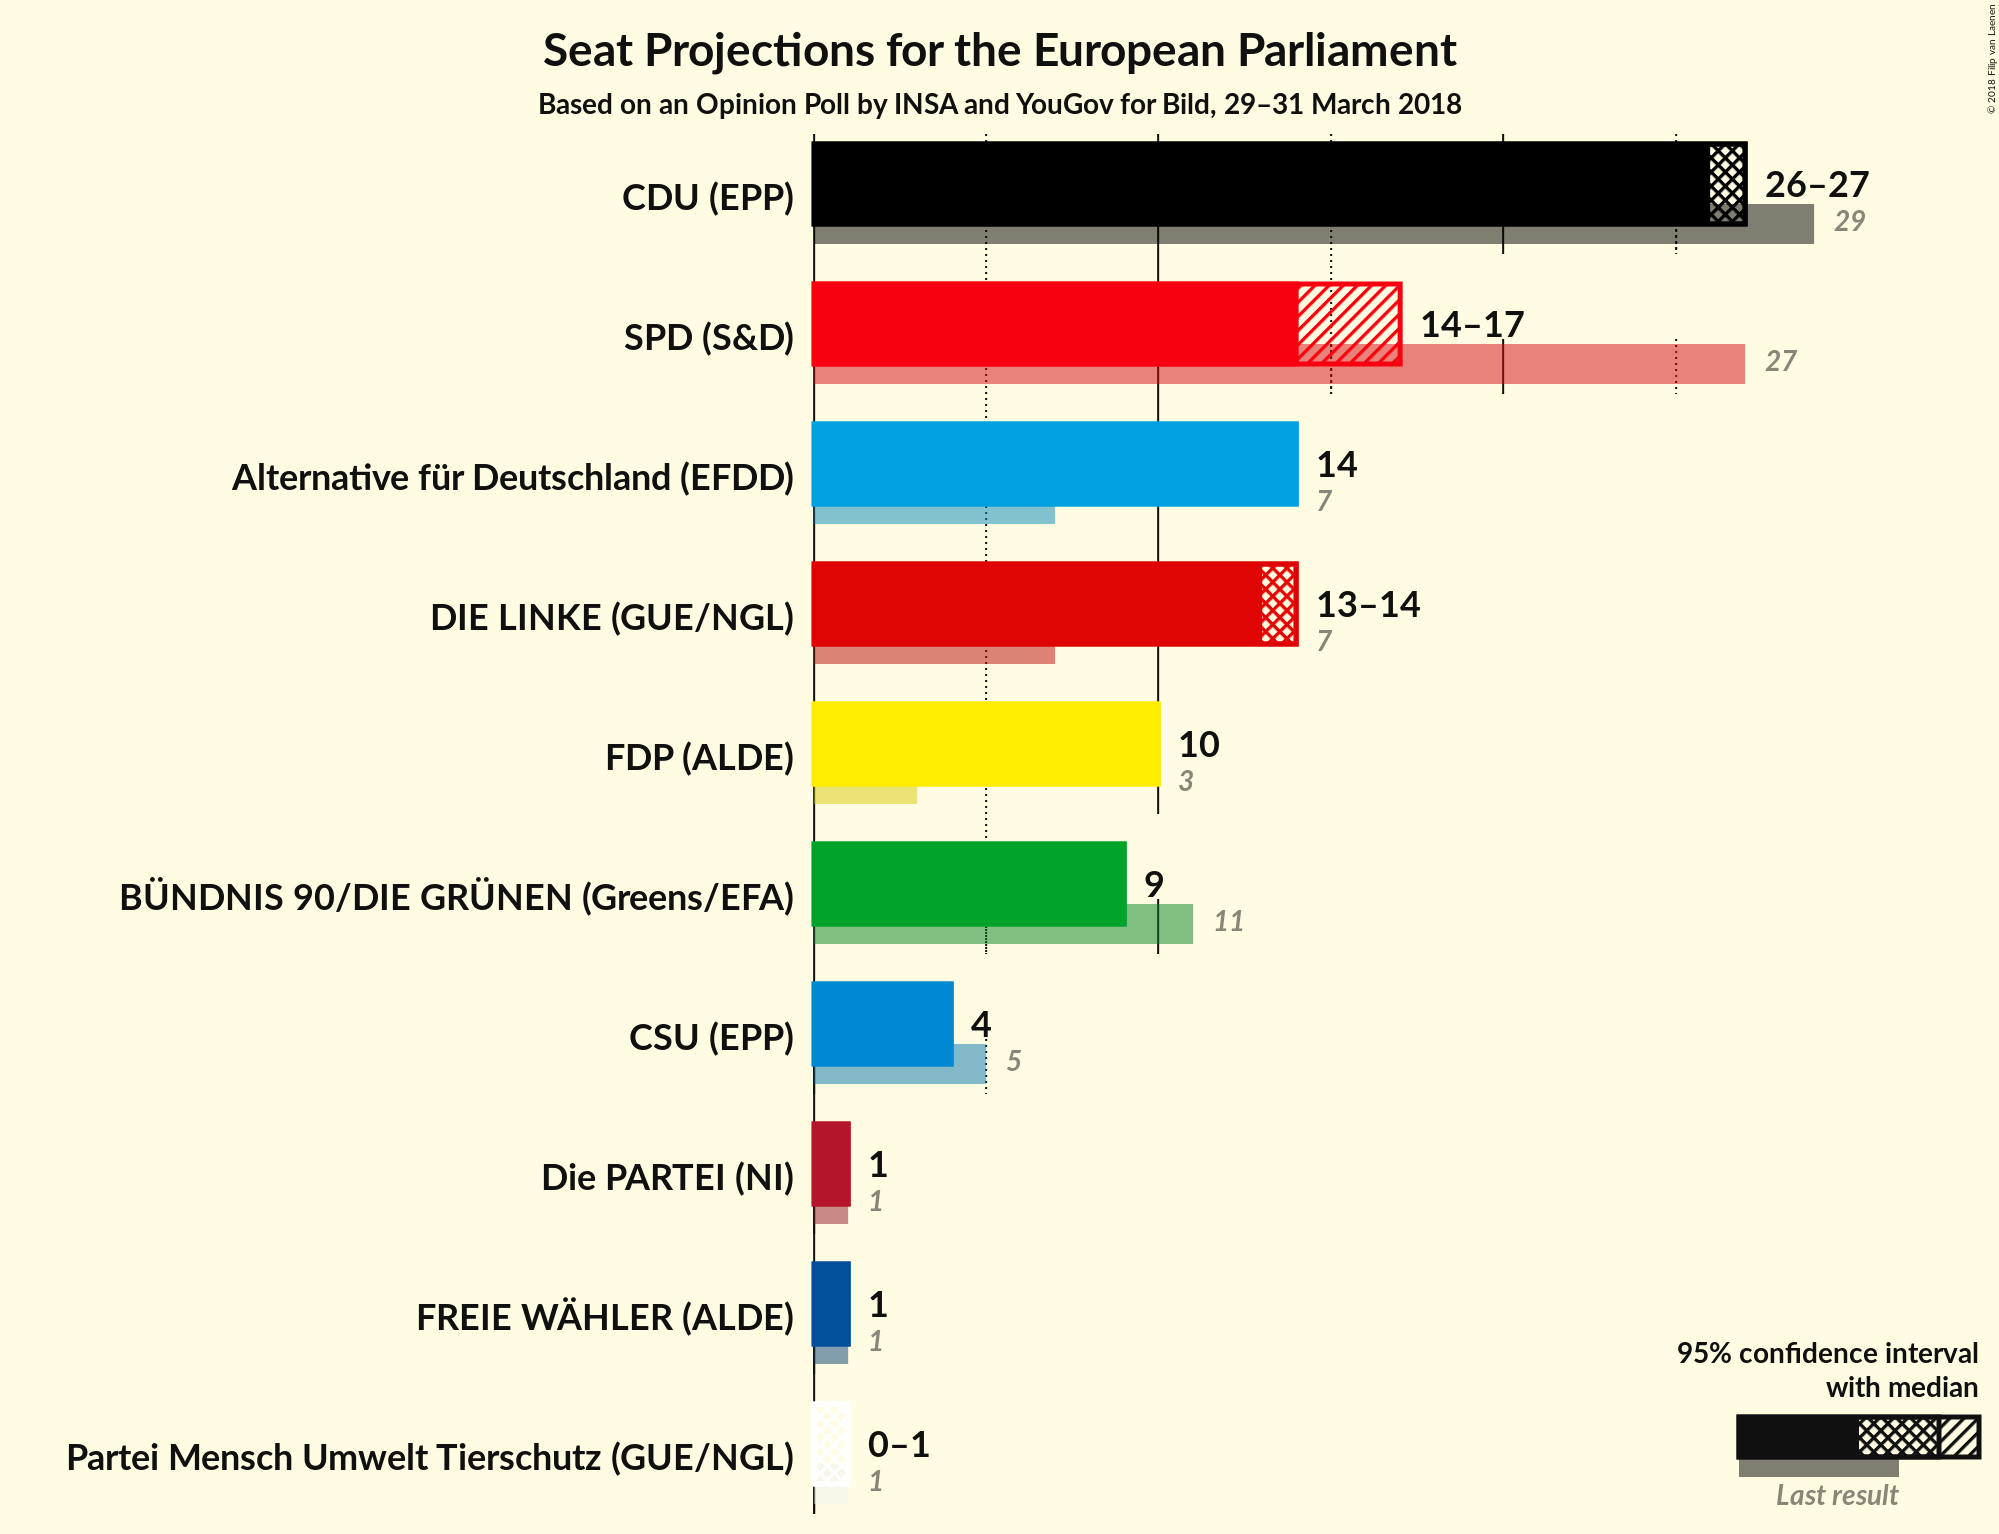 Seat Projections for the European Parliament
Based on an Opinion Poll by INSA and YouGov for Bild, 29–31 March 2018
© 2018 Filip van Laenen
CDU (EPP)
26–27
29
SPD (S&D)
14–17
27
Alternative für Deutschland (EFDD)
14
7
DIE LINKE (GUE/NGL)
13–14
7
FDP (ALDE)
10
3
BÜNDNIS 90/DIE GRÜNEN (Greens/EFA)
9
11
CSU (EPP)
4
5
Die PARTEI (NI)
1
1
FREIE WÄHLER (ALDE)
1
1
Partei Mensch Umwelt Tierschutz (GUE/NGL)
0–1
1
95% confidence interval
with median
Last result